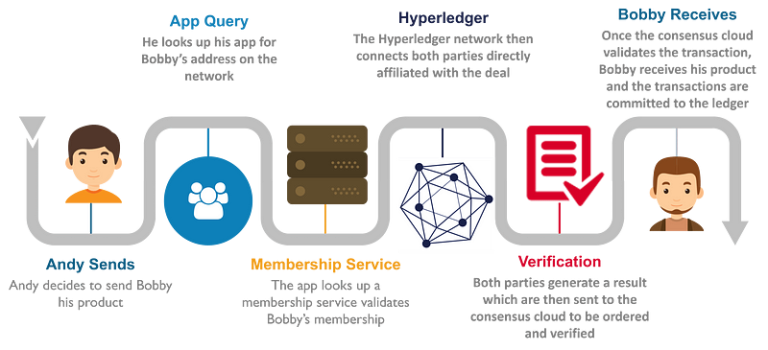 App Query
He looks up his app for
Bobby's address on the
network
Hyperledger
The Hyperledger network then
connects both parties directly
affiliated with the deal
Bobby Receives
Once the consensus cloud
validates the transaction,
Bobby receives his product
and the transactions are
committed to the ledger
Andy Sends
Andy decides to send Bobby
his product
Membership Service
The app looks up a
membership service validates
Bobby's membership
Verification
Both parties generate a result
which are then sent to the
consensus cloud to be ordered
and verified